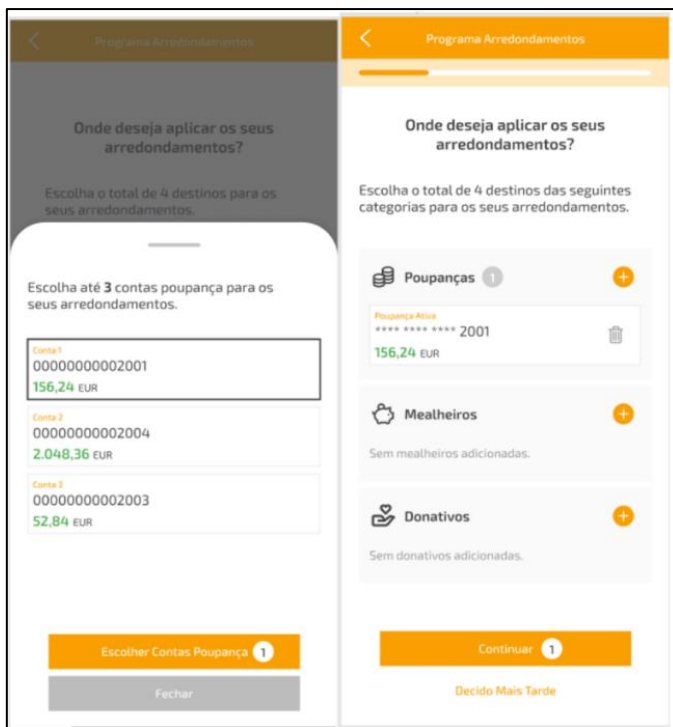 Programa Arredondamentos
Onde deseja aplicar os seus
arredondamentos?
Escolha o total de 4 destinos para os
seus arredondamentos.
Escolha até 3 contas poupança para os
seus arredondamentos.
Conta 1
00000000002001
156,24 EUR
Conta 2
00000000002004
2.048,36 EUR
Conta 3
00000000002003
52,84 EUR
Escolher Contas Poupança 1
Fechar
Programa Arredondamentos
Onde deseja aplicar os seus
arredondamentos?
Escolha o total de 4 destinos das seguintes
categorias para os seus arredondamentos.
Poupanças 1
Poupança Ativa
**** **** **** 2001
156,24 EUR
Mealheiros
Sem mealheiros adicionadas.
Donativos
Sem donativos adicionadas.
Continuar 1
Decido Mais Tarde